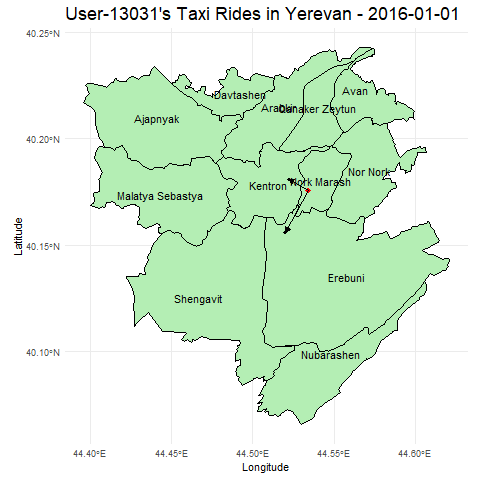 User-13031's Taxi Rides in Yerevan - 2016-01-01
40.25°N
Avan
Davtashen
Arabkir
Qanaker Zeytun
Ajapnyak
40.20°N
Nor Nork
Nork Marash
Kentron
Malatya Sebastya
Latitude
40.15°N
Erebuni
Shengavit
Nubarashen
40.10°N
44.40°E
44.45°E
44.50°E
44.55°E
44.60°E
Longitude